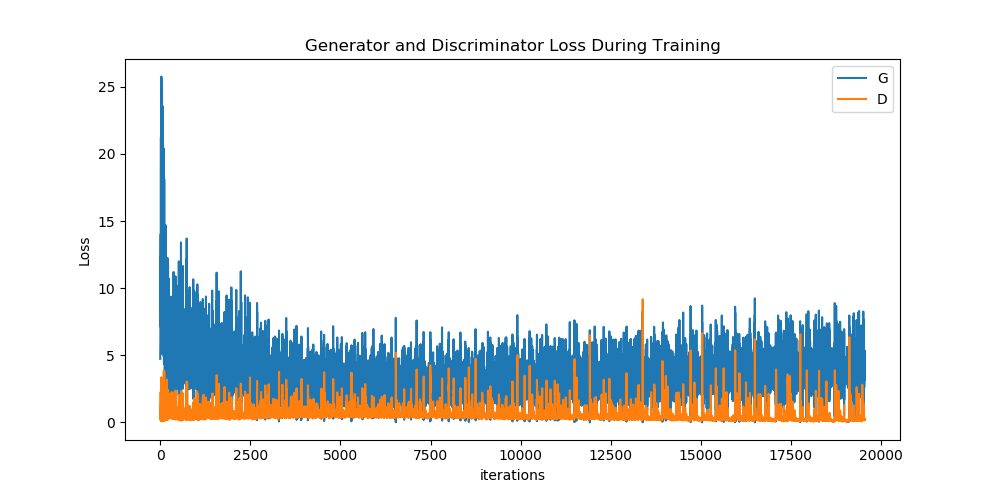 Generator and Discriminator Loss During Training
G
D
25
20
15
10
5
0
Loss
0 2500 5000 7500 10000 12500 15000 17500 20000
iterations